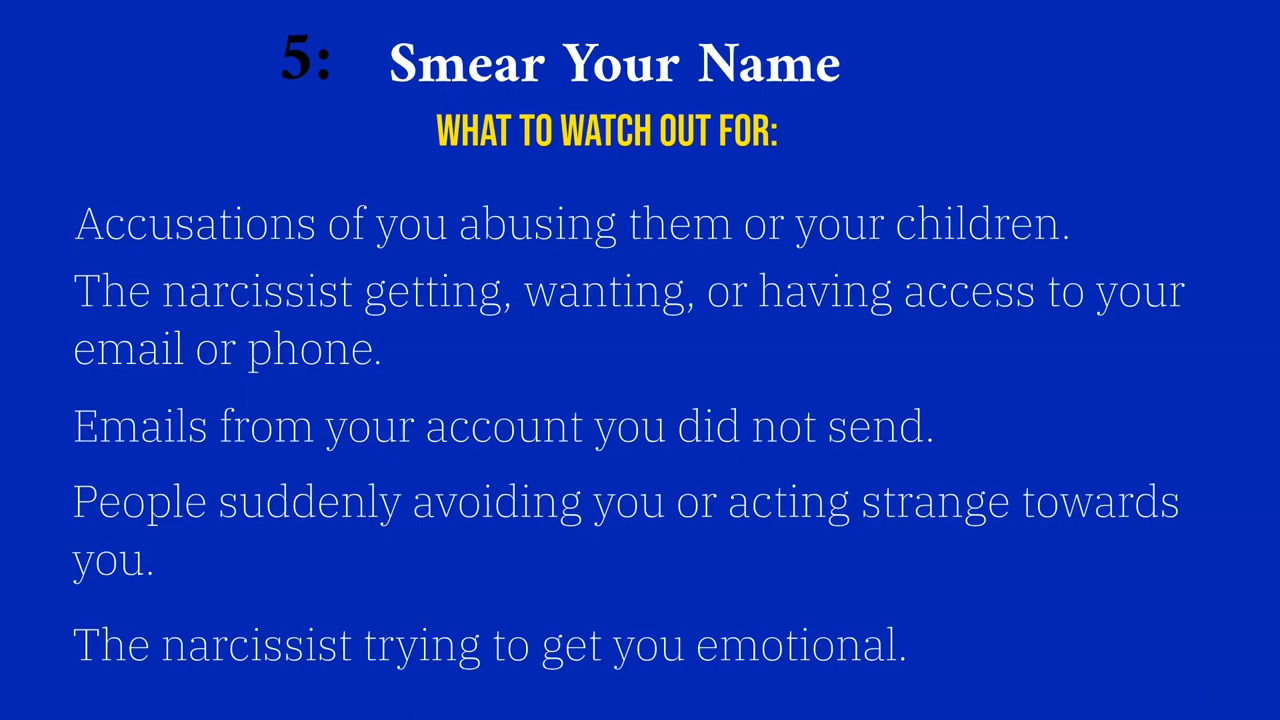 5: Smear Your Name
WHAT TO WATCH OUT FOR:
Accusations of you abusing them or your children.
The narcissist getting, wanting, or having access to your
email or phone.
Emails from your account you did not send.
People suddenly avoiding you or acting strange towards
you.
The narcissist trying to get you emotional.